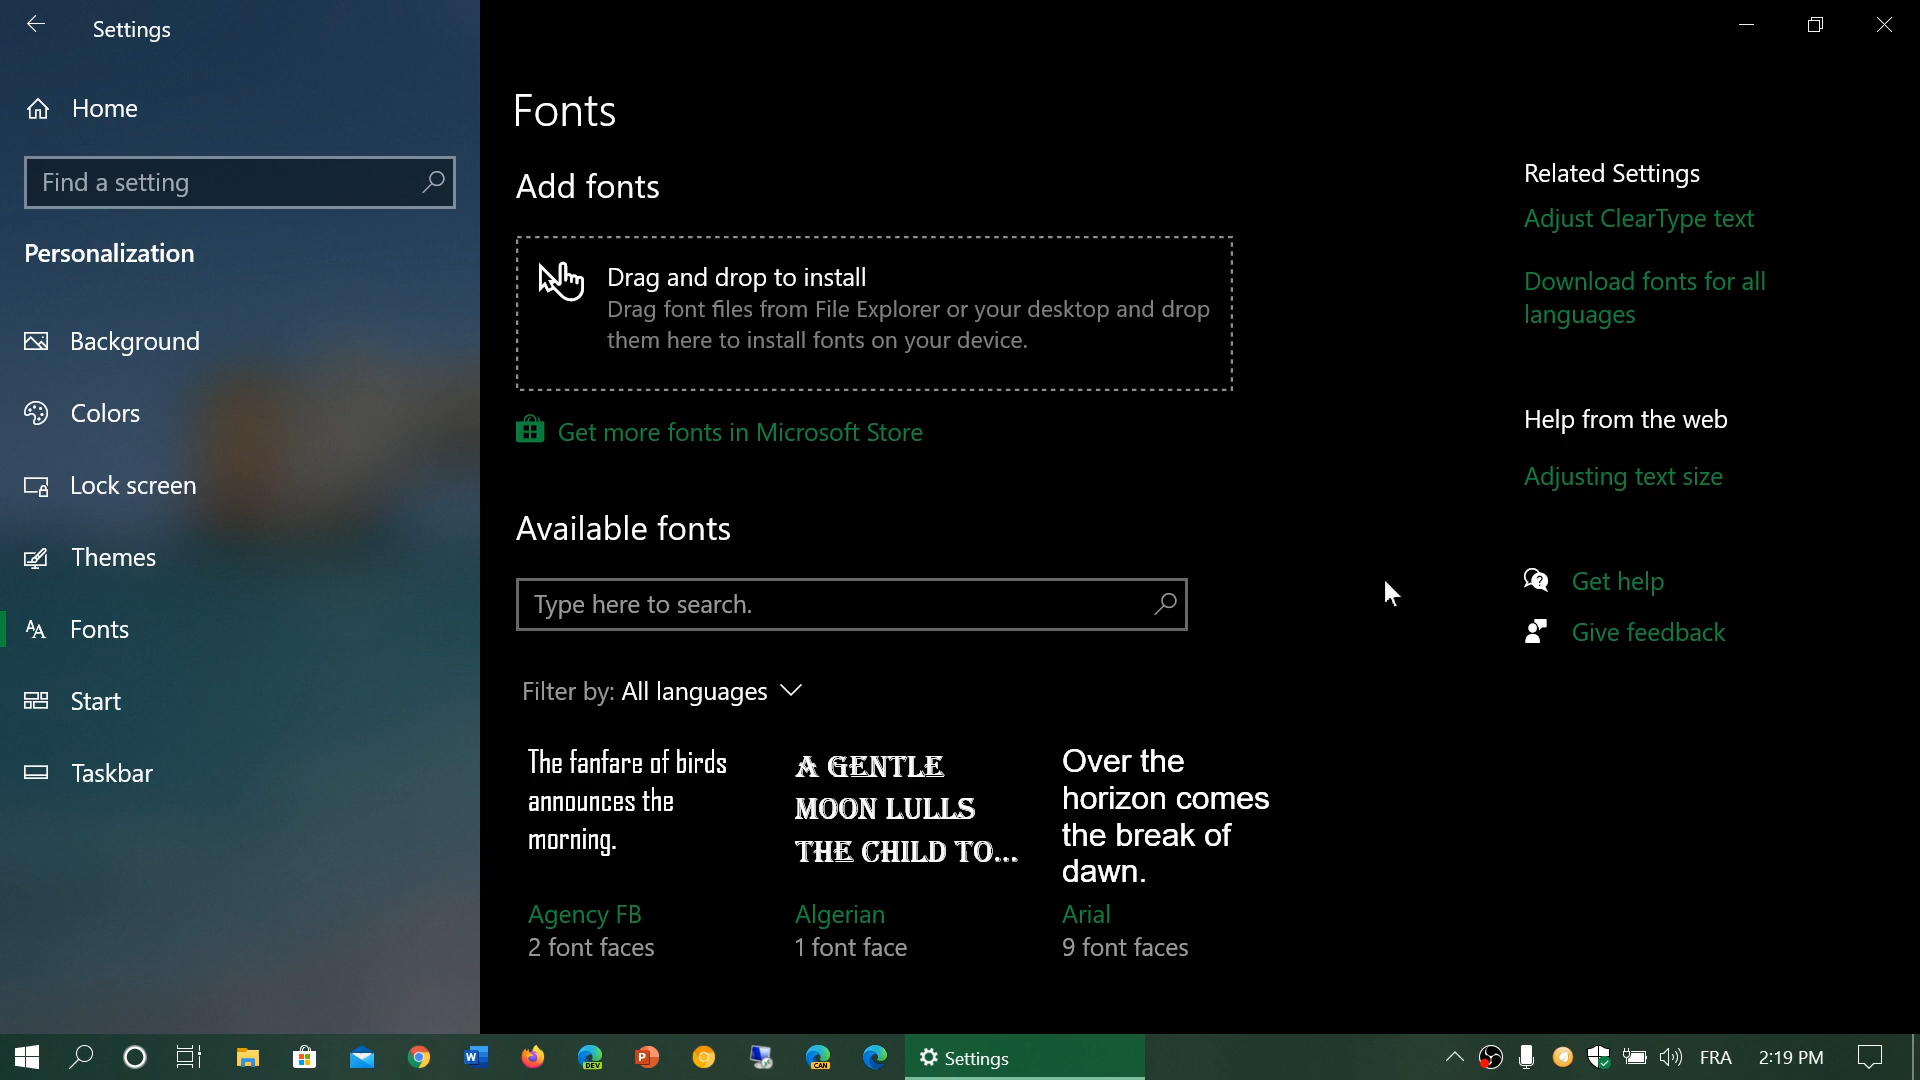 Settings
Home
Find a setting
Personalization
Background
Colors
Lock screen
Themes
Fonts
Start
Taskbar
Fonts
Add fonts
Drag and drop to install
Drag font files from File Explorer or your desktop and drop
them here to install fonts on your device.
Get more fonts in Microsoft Store
Available fonts
Type here to search.
Filter by: All languages
The fanfare of birds
announces the
morning.
Agency FB
2 font faces
A GENTLE
MOON LULLS
THE CHILD TO...
Algerian
1 font face
Over the
horizon comes
the break of
dawn.
Arial
9 font faces
Related Settings
Adjust ClearType text
Download fonts for all
languages
Help from the web
Adjusting text size
Get help
Give feedback
W
DEV
P
CAN
Settings
FRA
2:19 PM